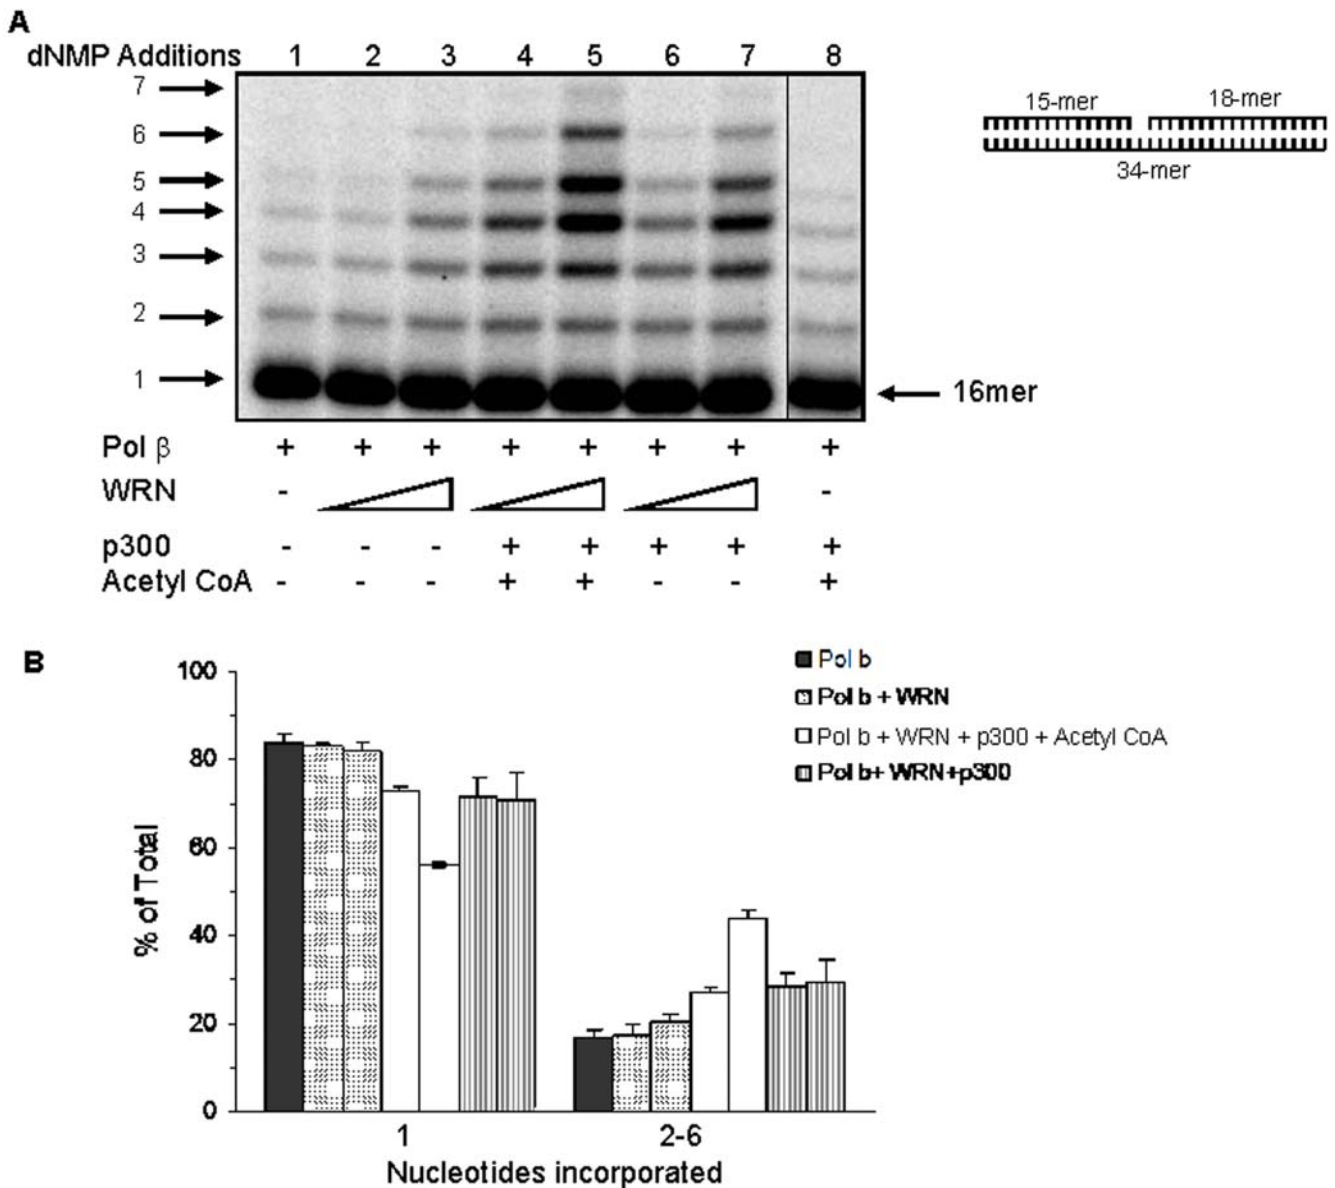 A
dNMP Additions 1 2 3 4 5 6 7 8
7
6
5
4
3
2
1
15-mer 18-mer
34-mer
16mer
Pol β + + + + + + + +
WRN - -
p300 - - - + + + + +
Acetyl CoA - - - + + - - +
B
100
80
60
40
20
0
% of Total
1 2-6
Nucleotides incorporated
Pol b
Pol b + WRN
Pol b + WRN + p300 + Acetyl CoA
Pol b+ WRN+p300